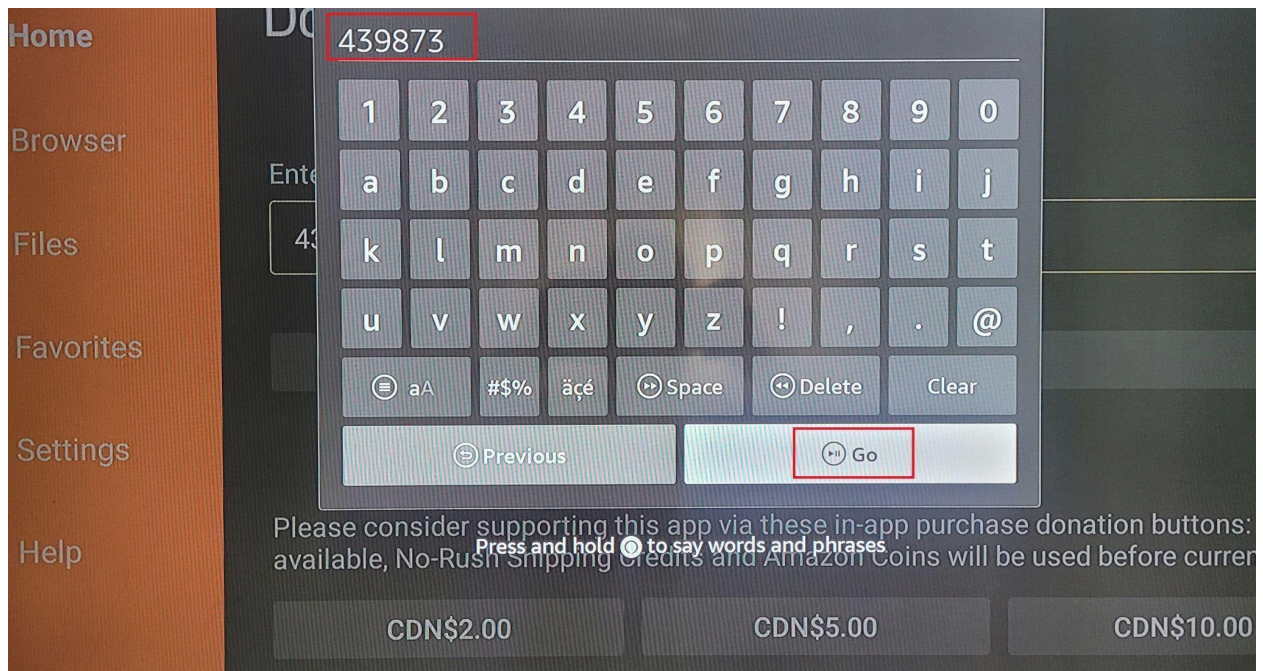 Home
Do
439873
1 2 3 4 5 6 7 8 9 0
Browser
Ente
a b c d e f g h i j
Files
43
k l m n o p q r s t
u v w x y z ! , . @
Favorites
aA #$% äçé Space Delete Clear
Settings
Previous Go
Please consider supporting this app via these in-app purchase donation buttons:
Press and hold to say words and phrases
Help
available, No-Rush Shipping Credits and Amazon Coins will be used before curren
CDN$2.00 CDN$5.00 CDN$10.00